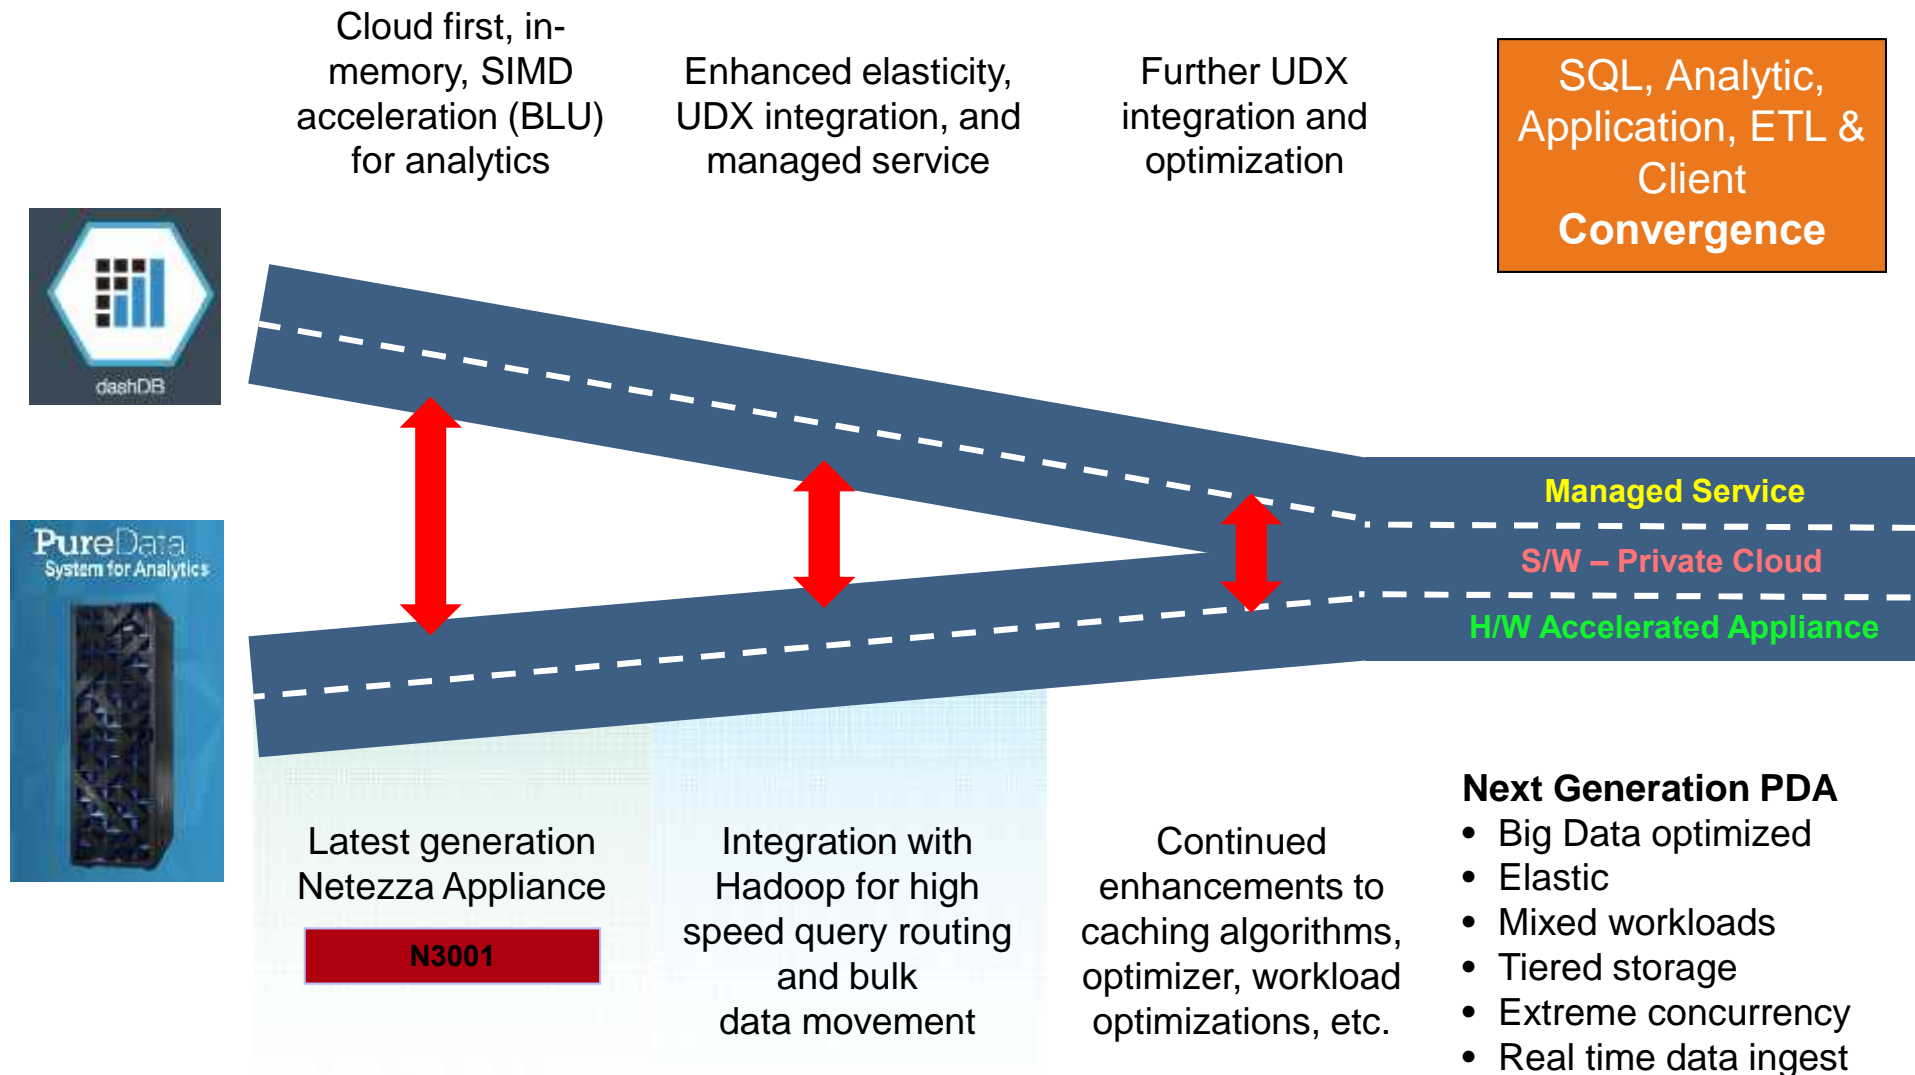 Cloud first, in-
memory, SIMD
acceleration (BLU)
for analytics
Enhanced elasticity,
UDX integration, and
managed service
Further UDX
integration and
optimization
SQL, Analytic,
Application, ETL &
Client
Convergence
dashDB
PureData
System for Analytics
Managed Service
S/W – Private Cloud
H/W Accelerated Appliance
Latest generation
Netezza Appliance
N3001
Integration with
Hadoop for high
speed query routing
and bulk
data movement
Continued
enhancements to
caching algorithms,
optimizer, workload
optimizations, etc.
Next Generation PDA
• Big Data optimized
• Elastic
• Mixed workloads
• Tiered storage
• Extreme concurrency
• Real time data ingest